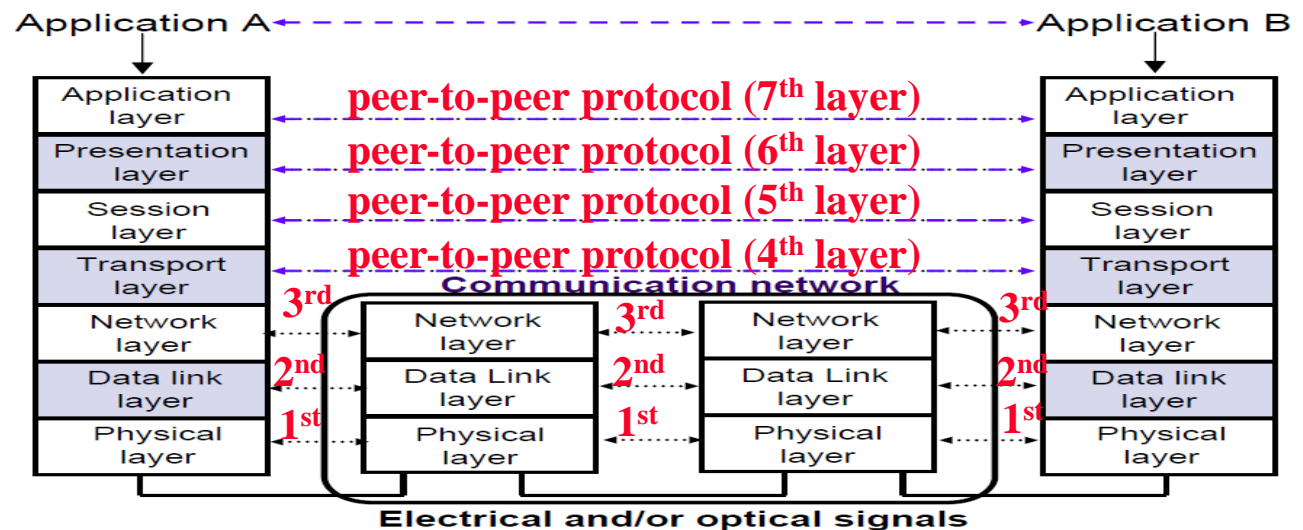 Application A
Application B
Application
layer
Presentation
layer
Session
layer
Transport
layer
Network
layer
Data link
layer
Physical
layer
peer-to-peer protocol (7th layer)
peer-to-peer protocol (6th layer)
peer-to-peer protocol (5th layer)
peer-to-peer protocol (4th layer)
Communication network
3rd
2nd
1st
Network
layer
Data Link
layer
Physical
layer
3rd
2nd
1st
Network
layer
Data Link
layer
Physical
layer
3rd
2nd
1st
Application
layer
Presentation
layer
Session
layer
Transport
layer
Network
layer
Data link
layer
Physical
layer
Electrical and/or optical signals